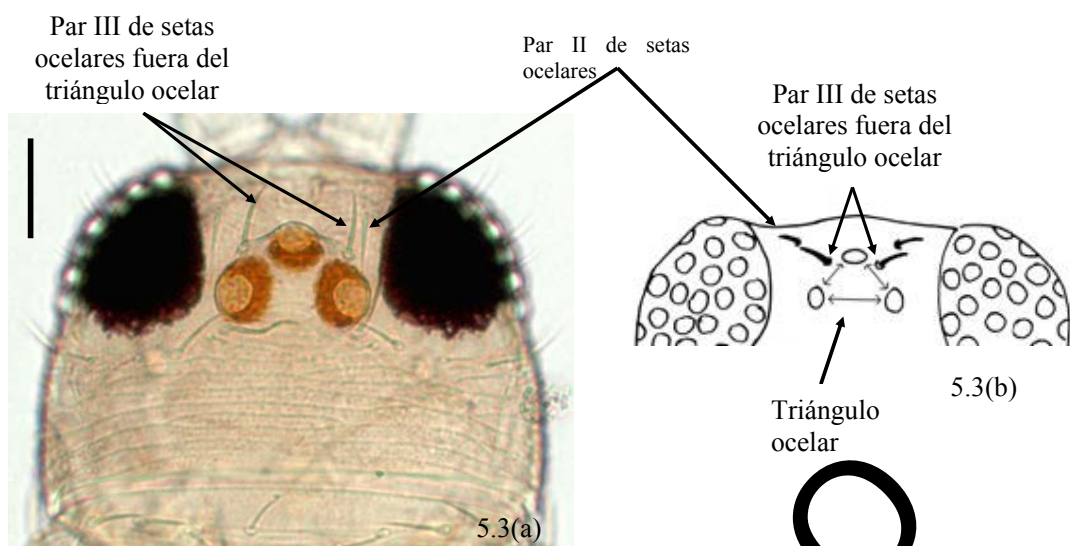 Par III de setas
ocelares fuera del
triángulo ocelar
Par II de setas
ocelares
Par III de setas
ocelares fuera del
triángulo ocelar
Triángulo
ocelar
5.3(b)
5.3(a)